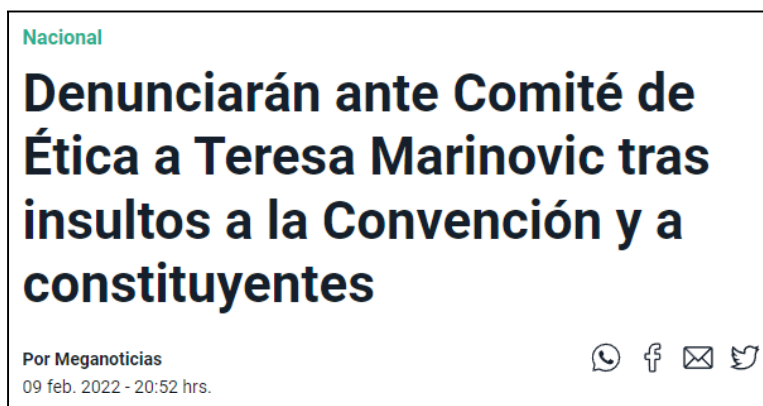 Nacional
Denunciarán ante Comité de
Ética a Teresa Marinovic tras
insultos a la Convención y a
constituyentes
Por Meganoticias
09 feb. 2022 - 20:52 hrs.